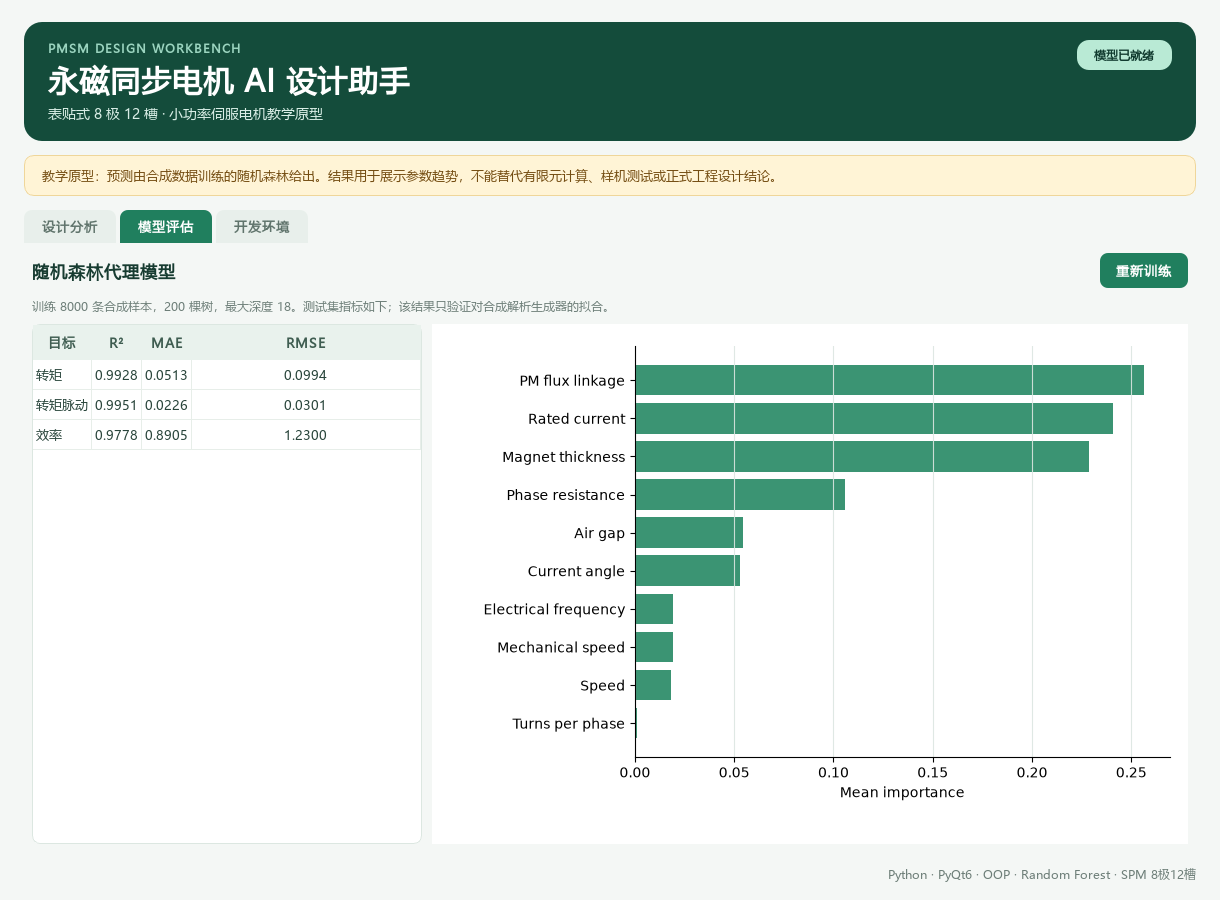 PMSM DESIGN WORKBENCH
永磁同步电机 AI 设计助手
表贴式 8 极 12 槽 · 小功率伺服电机教学原型
模型已就绪
教学原型：预测由合成数据训练的随机森林给出。结果用于展示参数趋势，不能替代有限元计算、样机测试或正式工程设计结论。
设计分析 模型评估 开发环境
随机森林代理模型
重新训练
训练 8000 条合成样本，200 棵树，最大深度 18。测试集指标如下；该结果只验证对合成解析生成器的拟合。
目标 R² MAE RMSE
转矩 0.9928 0.0513 0.0994
转矩脉动 0.9951 0.0226 0.0301
效率 0.9778 0.8905 1.2300
PM flux linkage
Rated current
Magnet thickness
Phase resistance
Air gap
Current angle
Electrical frequency
Mechanical speed
Speed
Turns per phase
0.00 0.05 0.10 0.15 0.20 0.25
Mean importance
Python · PyQt6 · OOP · Random Forest · SPM 8极12槽